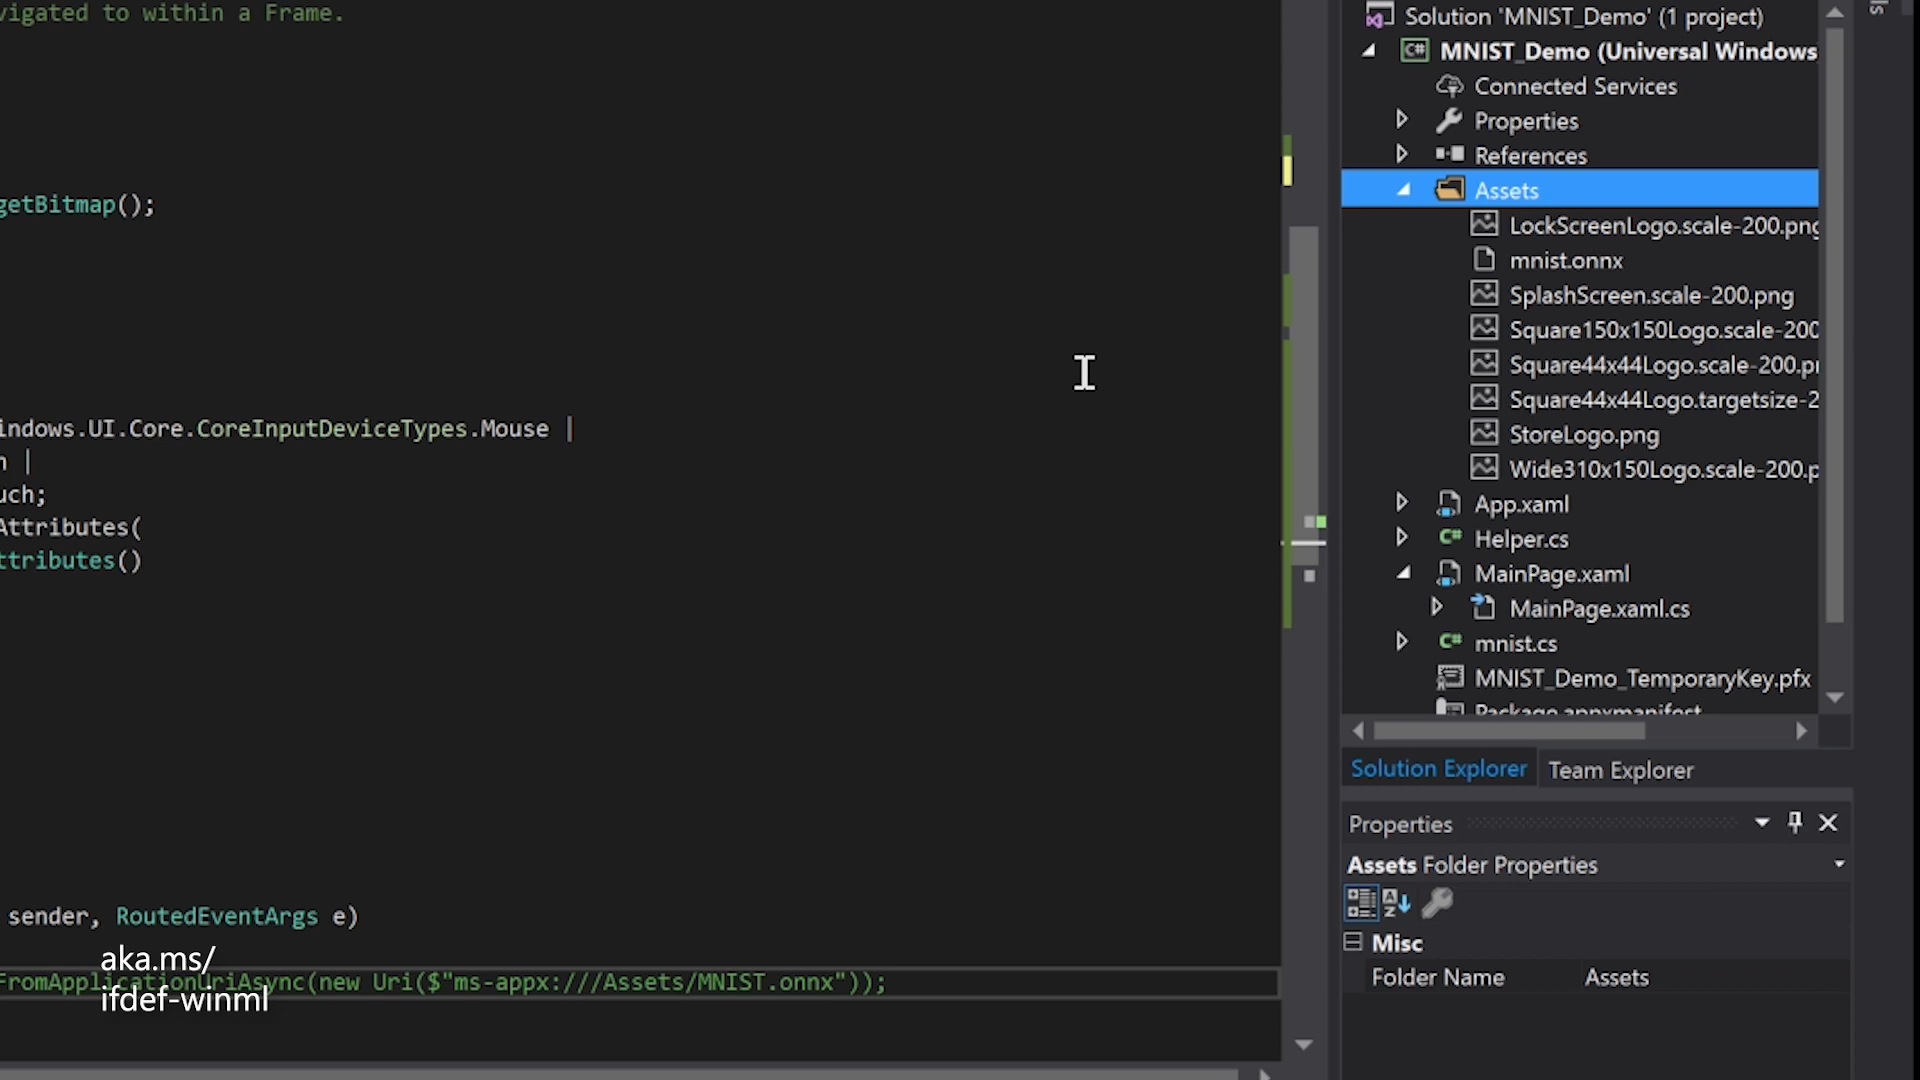 vigated to within a Frame.
getBitmap();
indows.UI.Core.CoreInputDeviceTypes.Mouse |
n |
uch;
Attributes(
ttributes()
sender, RoutedEventArgs e)
FromApplicationUriAsync(new Uri($"ms-appx:///Assets/MNIST.onnx"));
aka.ms/
ifdef-winml
Solution 'MNIST_Demo' (1 project)
C# MNIST_Demo (Universal Windows
Connected Services
Properties
References
Assets
LockScreenLogo.scale-200.png
mnist.onnx
SplashScreen.scale-200.png
Square150x150Logo.scale-200
Square44x44Logo.scale-200.pn
Square44x44Logo.targetsize-2
StoreLogo.png
Wide310x150Logo.scale-200.p
App.xaml
C# Helper.cs
MainPage.xaml
MainPage.xaml.cs
C# mnist.cs
MNIST_Demo_TemporaryKey.pfx
Package.appxmanifest
Solution Explorer Team Explorer
Properties
Assets Folder Properties
Misc
Folder Name Assets